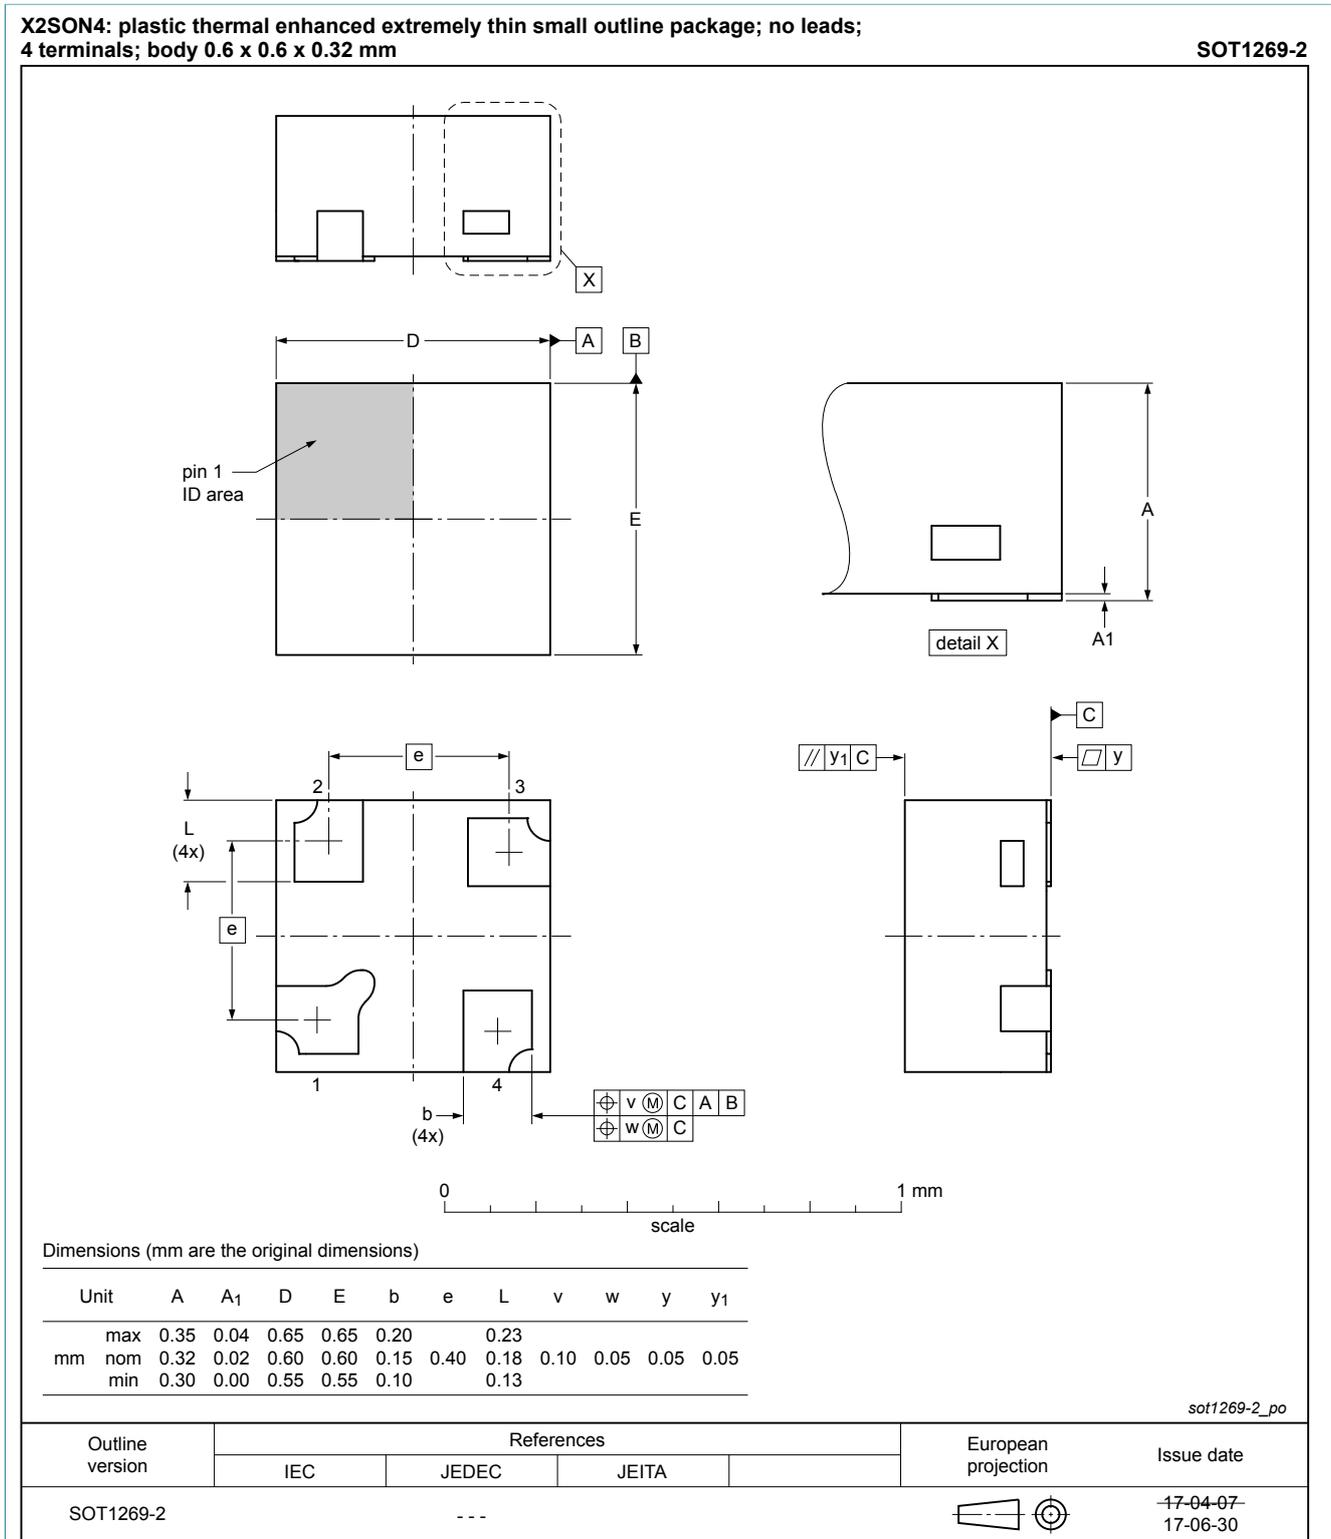 X2SON4: plastic thermal enhanced extremely thin small outline package; no leads;
4 terminals; body 0.6 x 0.6 x 0.32 mm SOT1269-2
X
D A B
pin 1
ID area
E
A
A1
detail X
C
e
// y1 C
y
2 3
L
(4x)
e
1 4
b
(4x)
v M C A B
w M C
0 1 mm
scale
Dimensions (mm are the original dimensions)
Unit A A1 D E b e L v w y y1
max 0.35 0.04 0.65 0.65 0.20 0.23
mm nom 0.32 0.02 0.60 0.60 0.15 0.40 0.18 0.10 0.05 0.05 0.05
min 0.30 0.00 0.55 0.55 0.10 0.13
sot1269-2_po
Outline
version
References
IEC JEDEC JEITA
European
projection
Issue date
SOT1269-2 - - -
17-04-07
17-06-30